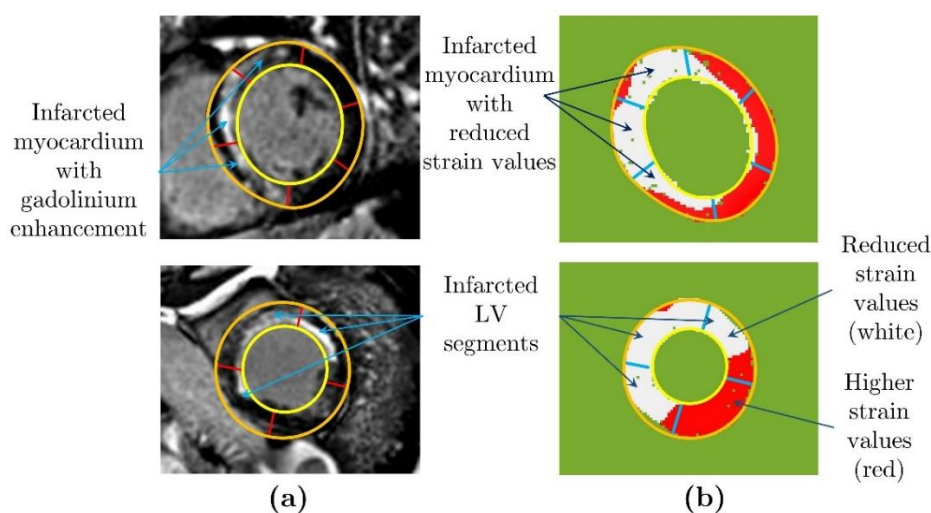 Infarcted
myocardium
with
gadolinium
enhancement
Infarcted
myocardium
with
reduced
strain values
Infarcted
LV
segments
Reduced
strain
values
(white)
Higher
strain
values
(red)
(a)
(b)